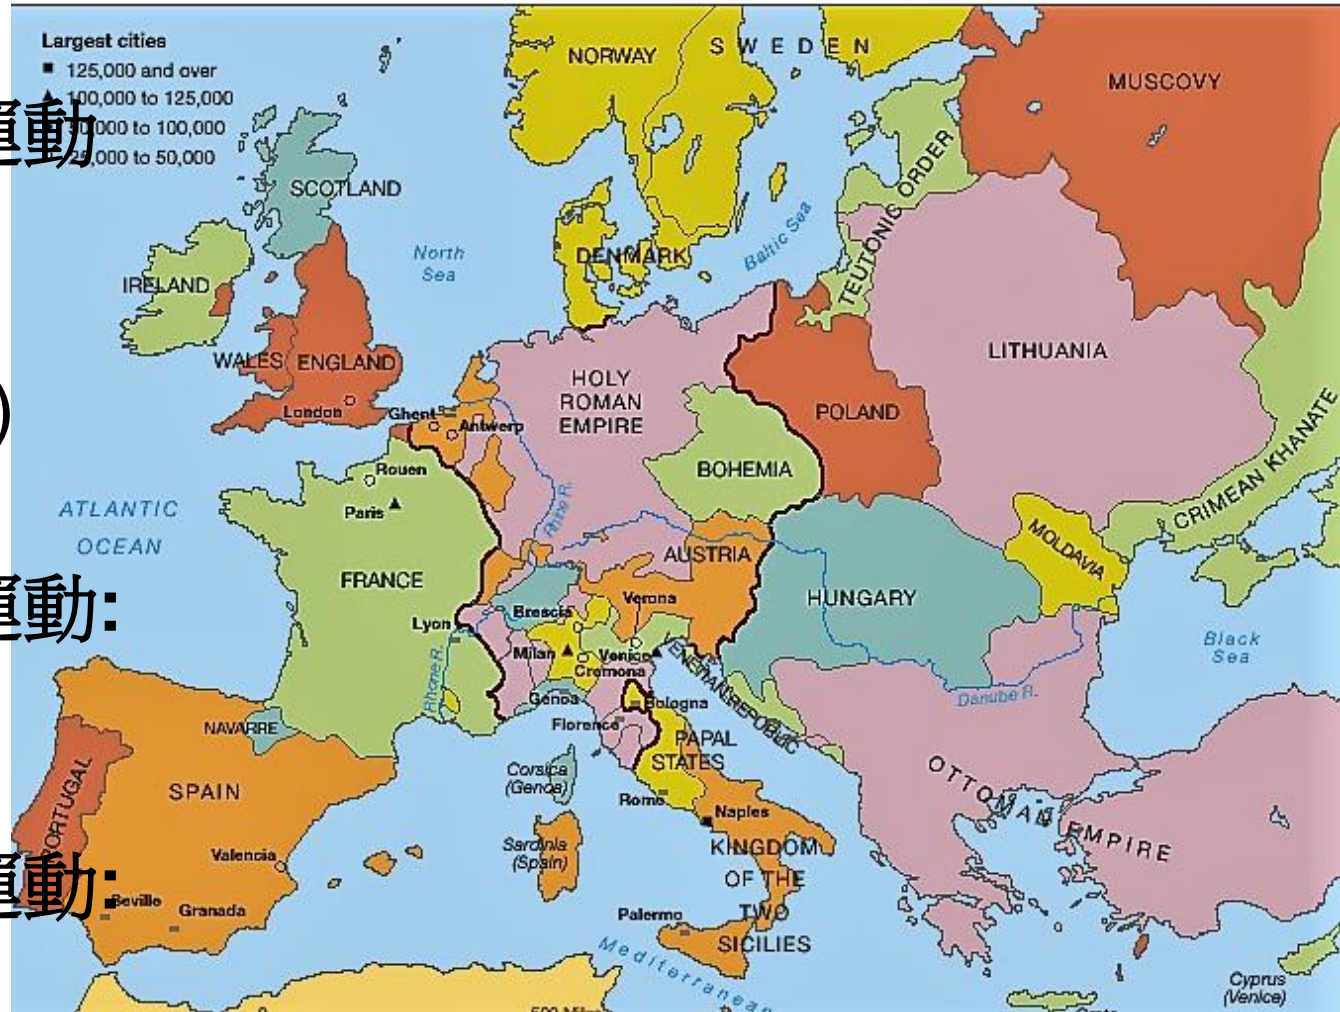 Largest cities
125,000 and over
100,000 to 125,000
運動
50,000 to 100,000
25,000 to 50,000
NORWAY
SWEDEN
MUSCOVY
SCOTLAND
North
Sea
Baltic Sea
DENMARK
TEUTONIC ORDER
IRELAND
WALES
ENGLAND
London
LITHUANIA
HOLY
ROMAN
EMPIRE
)
Ghent
Antwerp
POLAND
BOHEMIA
CRIMEAN KHANATE
Rouen
Paris
Rhine R.
ATLANTIC
OCEAN
MOLDAVIA
AUSTRIA
FRANCE
HUNGARY
運動:
Brescia
Verona
Lyon
Milan
Venice
Cremona
VENETIAN REPUBLIC
Black
Sea
Rhone R.
Danube R.
Genoa
Bologna
Florence
NAVARRE
PAPAL
STATES
SPAIN
PORTUGAL
Corsica
(Genoa)
Rome
OTTOMAN EMPIRE
Naples
Sardinia
(Spain)
KINGDOM
OF THE
TWO
SICILIES
Valencia
運動:
Seville
Granada
Palermo
Mediterranean
Cyprus
(Venice)